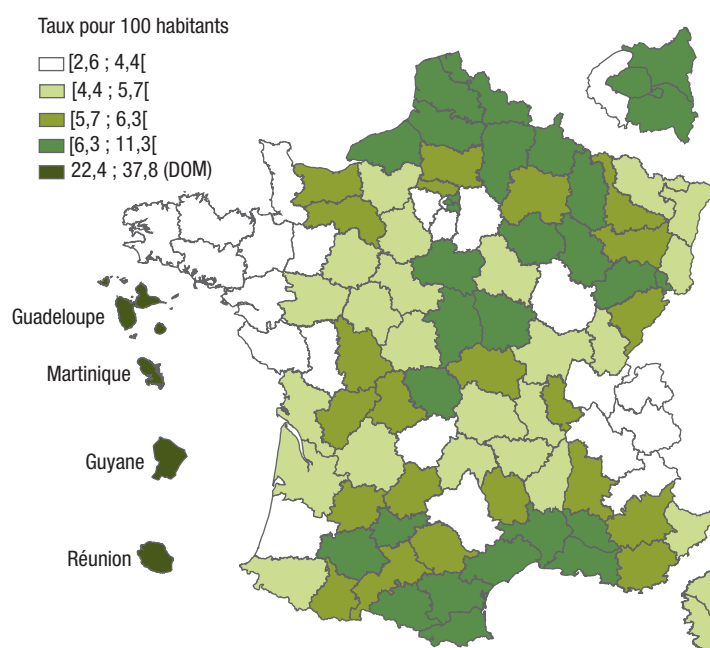 Taux pour 100 habitants
[2,6 ; 4,4[
[4,4 ; 5,7[
[5,7 ; 6,3[
[6,3 ; 11,3[
22,4 ; 37,8 (DOM)
Guadeloupe
Martinique
Guyane
Réunion